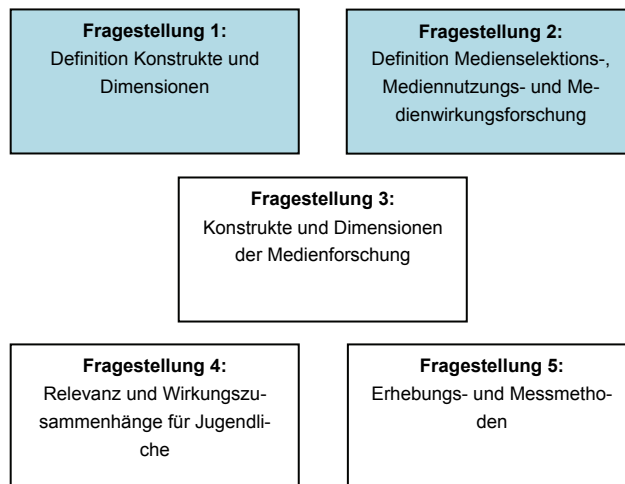 Fragestellung 1:
Definition Konstrukte und
Dimensionen
Fragestellung 2:
Definition Medienselektions-,
Mediennutzungs- und Me-
dienwirkungsforschung
Fragestellung 3:
Konstrukte und Dimensionen
der Medienforschung
Fragestellung 4:
Relevanz und Wirkungszu-
sammenhänge für Jugendli-
che
Fragestellung 5:
Erhebungs- und Messmetho-
den